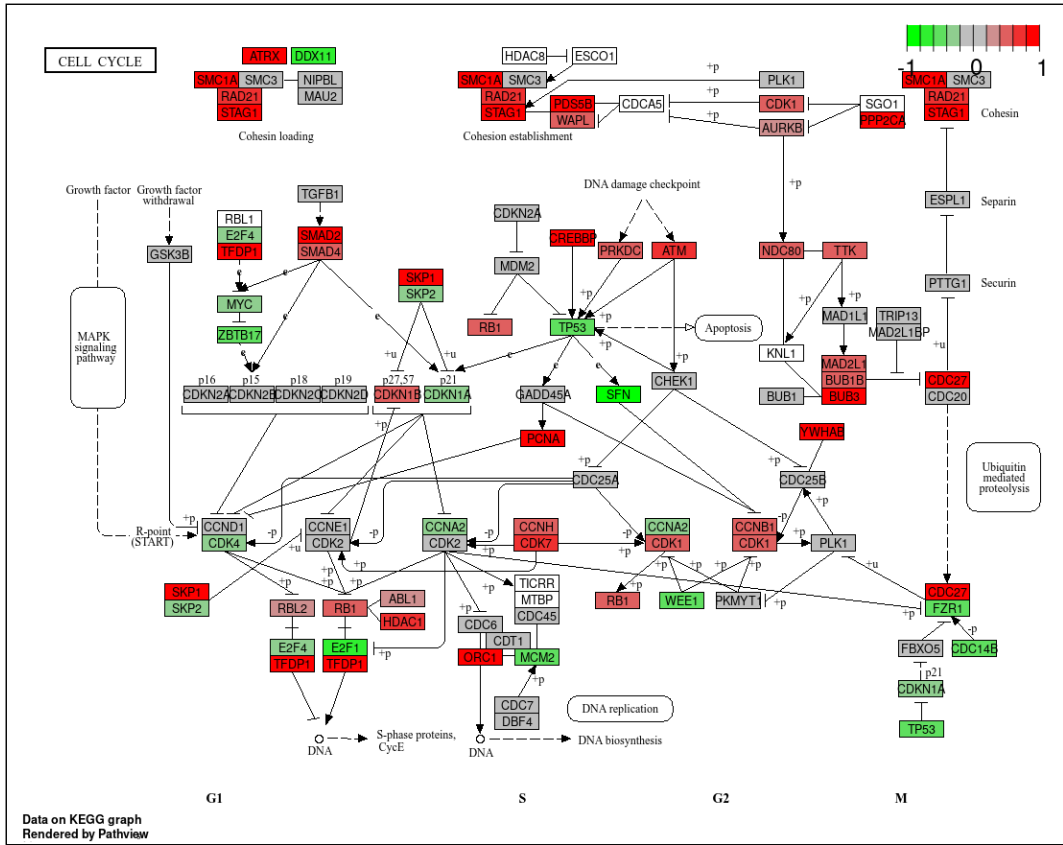 CELL CYCLE
ATRX DDX11
SMC1A SMC3 NIPBL
RAD21 MAU2
STAG1
Cohesin loading
HDAC8 ESCO1
SMC1A SMC3
RAD21
STAG1
Cohesion establishment
PDS5B
WAPL
CDCA5
+p
+p
+p
PLK1
CDK1
AURKB
SGO1
PPP2CA
-1 0 1
SMC1A SMC3
RAD21
STAG1
Cohesin
Growth factor
Growth factor
withdrawal
GSK3B
RBL1
E2F4
TFDP1
TGFB1
SMAD2
SMAD4
e
e
e
e
MYC
ZBTB17
e
SKP1
SKP2
+u
+u
CDKN2A
MDM2
RB1
DNA damage checkpoint
CREBBP
PRKDC
ATM
+p
+p
+p
+p
+p
TP53
Apoptosis
e
e
e
+p
NDC80 TTK
+p
+p
MAD1L1
KNL1
TRIP13
MAD2L1BP
MAD2L1
BUB1B
BUB3
BUB1
ESPL1
Separin
PTTG1
Securin
+u
CDC27
CDC20
MAPK
signaling
pathway
p16 p15 p18 p19
CDKN2A CDKN2B CDKN2C CDKN2D
p27,57 p21
CDKN1B CDKN1A
+p
GADD45A
SFN
CHEK1
PCNA
YWHAB
+p
+p
CDC25A
CDC25B
+p
+p
-p
Ubiquitin
mediated
proteolysis
R-point
(START)
+p
CCND1
CDK4
-p
+u
CCNE1
CDK2
-p
CCNA2
CDK2
-p
+p
CCNH
CDK7
-p
-p
CCNA2
CDK1
CCNB1
CDK1
+p
PLK1
+u
SKP1
SKP2
+p
+p
+p
+p
RBL2
RB1
ABL1
HDAC1
+p
+p
TICRR
MTBP
CDC45
+p
RB1
WEE1
+p
+p
PKMYT1
+p
+p
CDC27
FZR1
E2F4
TFDP1
E2F1
TFDP1
+p
CDC6
CDT1
ORC1
MCM2
+p
CDC7
DBF4
FBXO5
-p
CDC14B
p21
CDKN1A
TP53
DNA replication
DNA
S-phase proteins,
CycE
DNA
DNA biosynthesis
G1 S G2 M
Data on KEGG graph
Rendered by Pathview